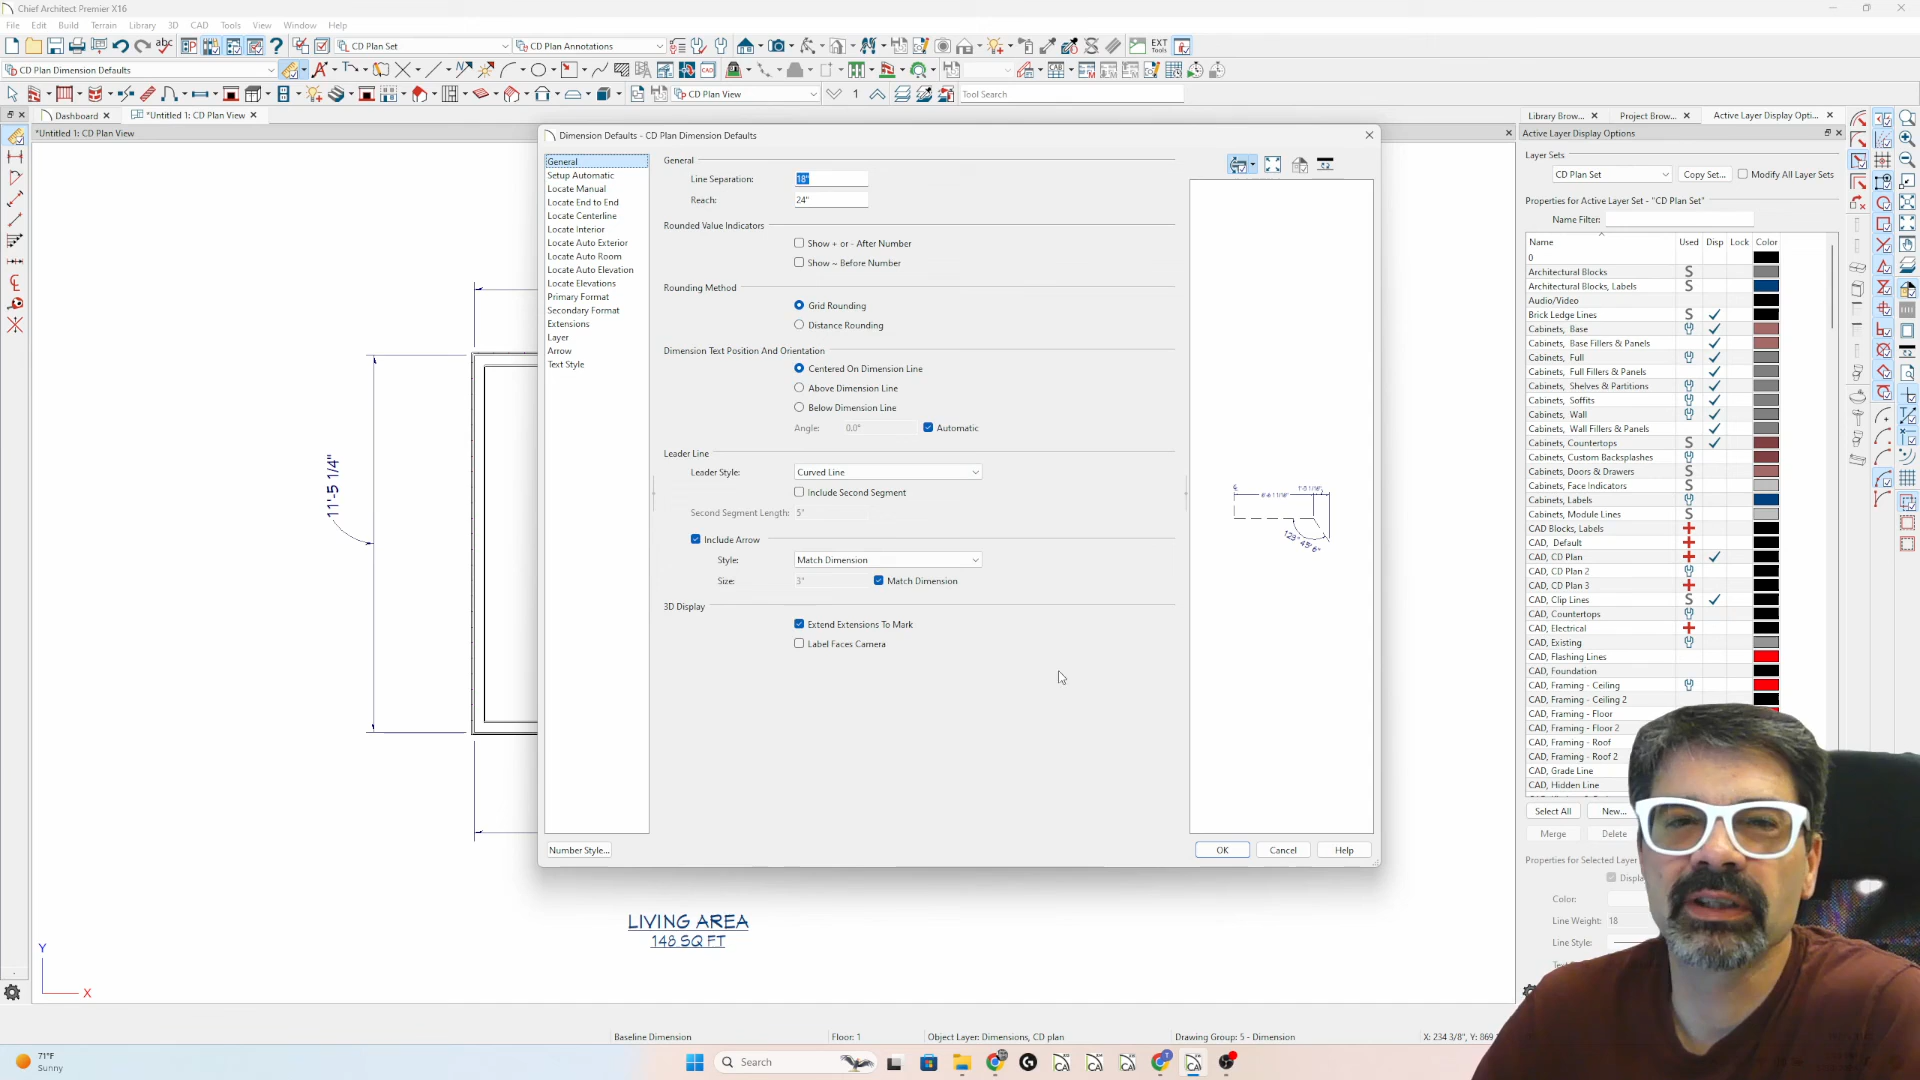 Chief Architect Premier X16
File Edit Build Terrain Library 3D CAD Tools View Window Help
CD Plan Set
CD Plan Annotations
EXT
Tools
CD Plan Dimension Defaults
CD Plan View
1
Tool Search
Dashboard
*Untitled 1: CD Plan View
*Untitled 1: CD Plan View
Dimension Defaults - CD Plan Dimension Defaults
General
Setup Automatic
Locate Manual
Locate End to End
Locate Centerline
Locate Interior
Locate Auto Exterior
Locate Auto Room
Locate Auto Elevation
Locate Elevations
Primary Format
Secondary Format
Extensions
Layer
Arrow
Text Style
General
Line Separation: 18"
Reach: 24"
Rounded Value Indicators
Show + or - After Number
Show ~ Before Number
Rounding Method
Grid Rounding
Distance Rounding
Dimension Text Position And Orientation
Centered On Dimension Line
Above Dimension Line
Below Dimension Line
Angle: 0.0° Automatic
Leader Line
Leader Style: Curved Line
Include Second Segment
Second Segment Length: 5"
Include Arrow
Style: Match Dimension
Size: 3" Match Dimension
3D Display
Extend Extensions To Mark
Label Faces Camera
Number Style...
OK Cancel Help
123° 45' 6"
11'-5 1/4"
LIVING AREA
148 SQ FT
Y
X
Library Brow...
Project Brow...
Active Layer Display Opti...
Active Layer Display Options
Layer Sets
CD Plan Set
Copy Set...
Modify All Layer Sets
Properties for Active Layer Set - "CD Plan Set"
Name Filter:
Name Used Disp Lock Color
0
Architectural Blocks S
Architectural Blocks, Labels S
Audio/Video
Brick Ledge Lines S
Cabinets, Base
Cabinets, Base Fillers & Panels
Cabinets, Full
Cabinets, Full Fillers & Panels
Cabinets, Shelves & Partitions
Cabinets, Soffits
Cabinets, Wall
Cabinets, Wall Fillers & Panels
Cabinets, Countertops S
Cabinets, Custom Backsplashes
Cabinets, Doors & Drawers S
Cabinets, Face Indicators S
Cabinets, Labels
Cabinets, Module Lines S
CAD Blocks, Labels
CAD, Default
CAD, CD Plan
CAD, CD Plan 2
CAD, CD Plan 3
CAD, Clip Lines S
CAD, Countertops
CAD, Electrical
CAD, Existing
CAD, Flashing Lines
CAD, Foundation
CAD, Framing - Ceiling
CAD, Framing - Ceiling 2
CAD, Framing - Floor
CAD, Framing - Floor 2
CAD, Framing - Roof
CAD, Framing - Roof 2
CAD, Grade Line
CAD, Hidden Line
Select All New...
Merge Delete
Properties for Selected Layer
Displa
Color:
Line Weight: 18
Line Style:
Baseline Dimension
Floor: 1
Object Layer: Dimensions, CD plan
Drawing Group: 5 - Dimension
X: 234 3/8", Y: 869
71°F
Sunny
Search